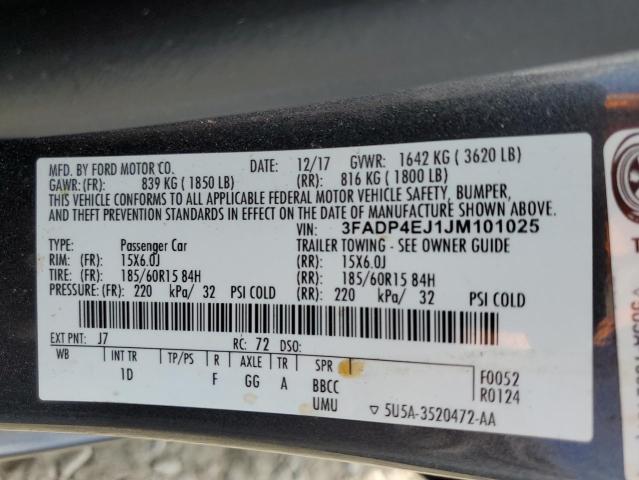 MFD. BY FORD MOTOR CO. DATE: 12/17 GVWR: 1642 KG ( 3620 LB)
GAWR: (FR): 839 KG ( 1850 LB) (RR): 816 KG ( 1800 LB)
THIS VEHICLE CONFORMS TO ALL APPLICABLE FEDERAL MOTOR VEHICLE SAFETY, BUMPER,
AND THEFT PREVENTION STANDARDS IN EFFECT ON THE DATE OF MANUFACTURE SHOWN ABOVE.
VIN: 3FADP4EJ1JM101025
TYPE: Passenger Car TRAILER TOWING - SEE OWNER GUIDE
RIM: (FR): 15X6.0J (RR): 15X6.0J
TIRE: (FR): 185/60R15 84H (RR): 185/60R15 84H
PRESSURE: (FR): 220 kPa/ 32 PSI COLD (RR): 220 kPa/ 32 PSI COLD
EXT PNT: J7 RC: 72 DSO:
WB INT TR TP/PS R AXLE TR SPR F0052
1D F GG A BBCC R0124
UMU ▽ 5U5A-3520472-AA